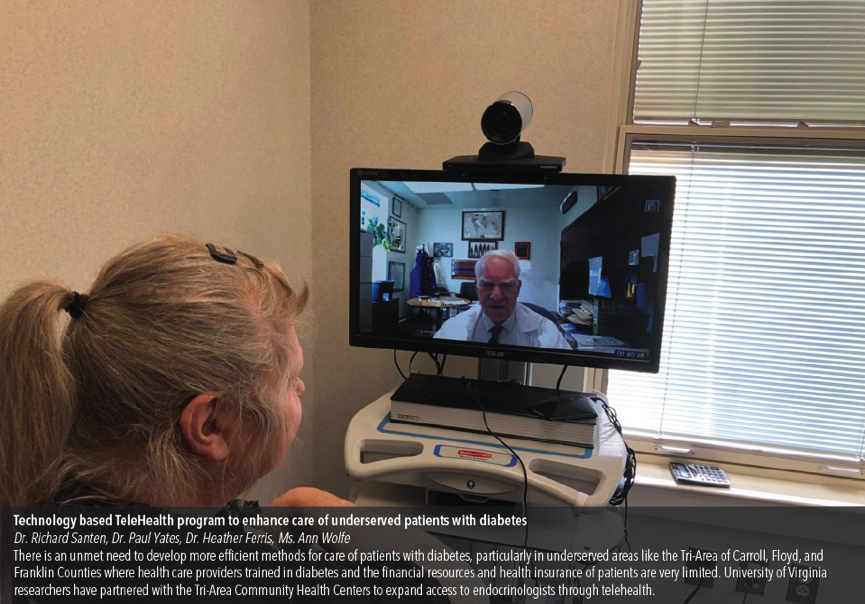 ASUS
01:40:48
Technology based TeleHealth program to enhance care of underserved patients with diabetes
Dr. Richard Santen, Dr. Paul Yates, Dr. Heather Ferris, Ms. Ann Wolfe
There is an unmet need to develop more efficient methods for care of patients with diabetes, particularly in underserved areas like the Tri-Area of Carroll, Floyd, and
Franklin Counties where health care providers trained in diabetes and the financial resources and health insurance of patients are very limited. University of Virginia
researchers have partnered with the Tri-Area Community Health Centers to expand access to endocrinologists through telehealth.